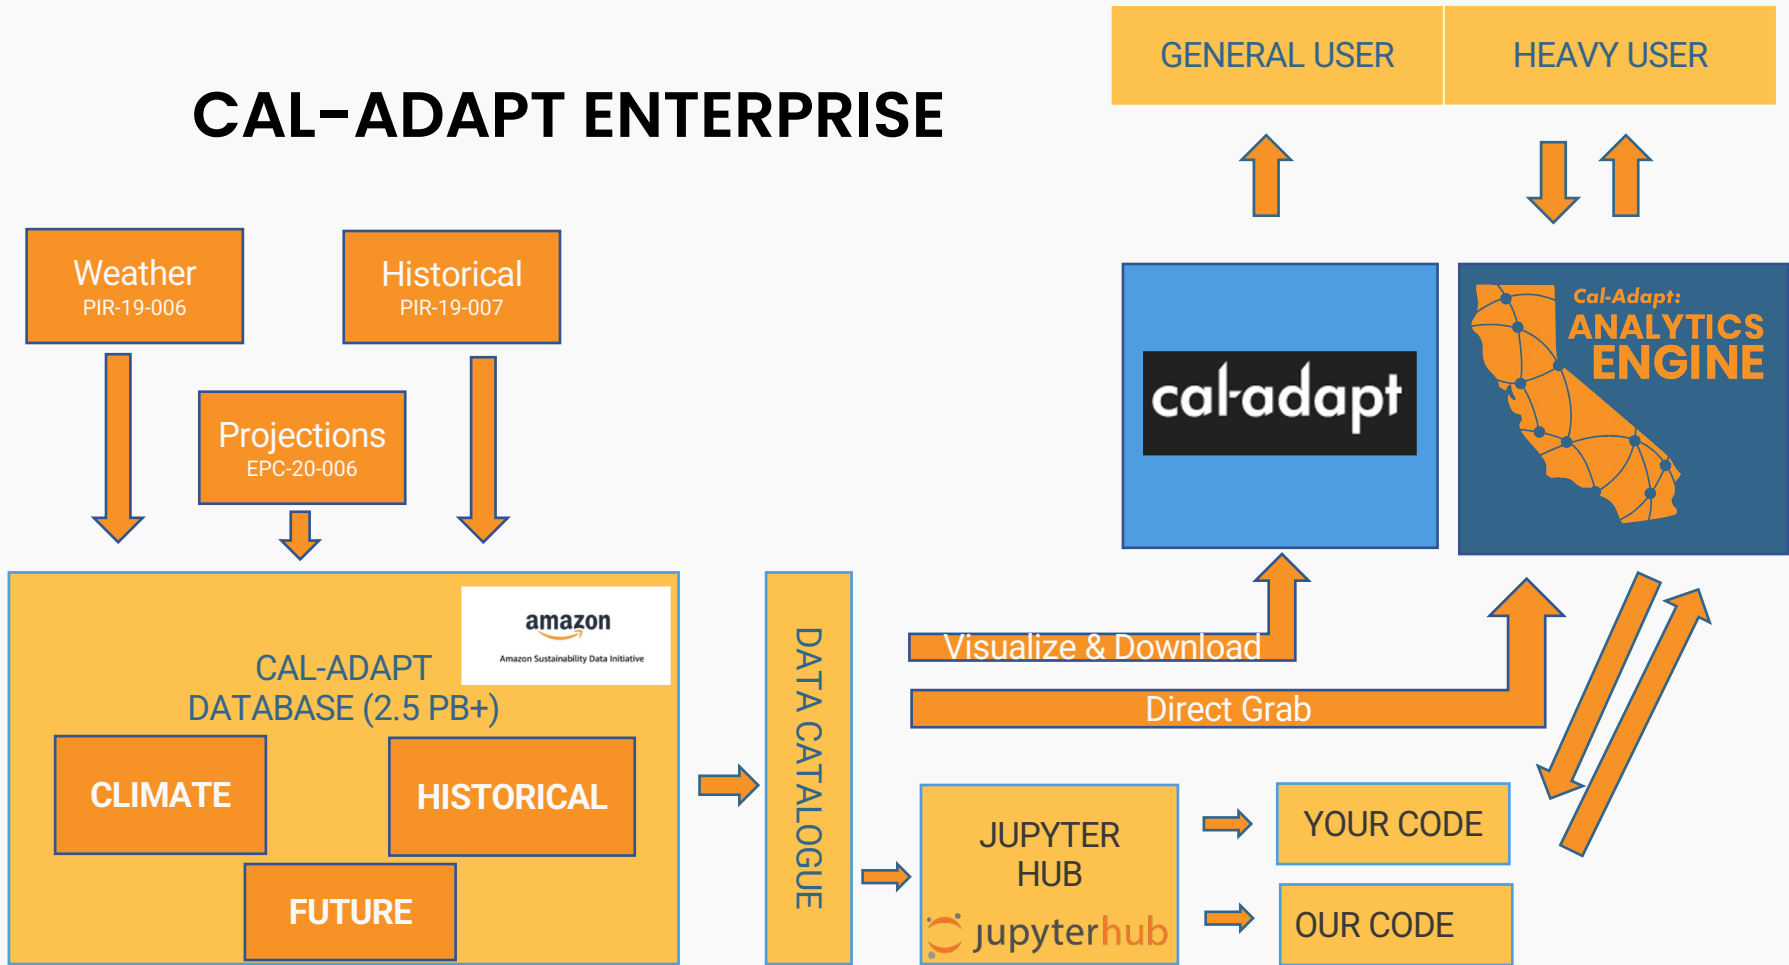 GENERAL USER
HEAVY USER
CAL-ADAPT ENTERPRISE
Weather
PIR-19-006
Historical
PIR-19-007
Projections
EPC-20-006
cal-adapt
Cal-Adapt:
ANALYTICS
ENGINE
amazon
Amazon Sustainability Data Initiative
CAL-ADAPT
DATABASE (2.5 PB+)
CLIMATE
HISTORICAL
FUTURE
DATA CATALOGUE
Visualize & Download
Direct Grab
JUPYTER
HUB
jupyterhub
YOUR CODE
OUR CODE